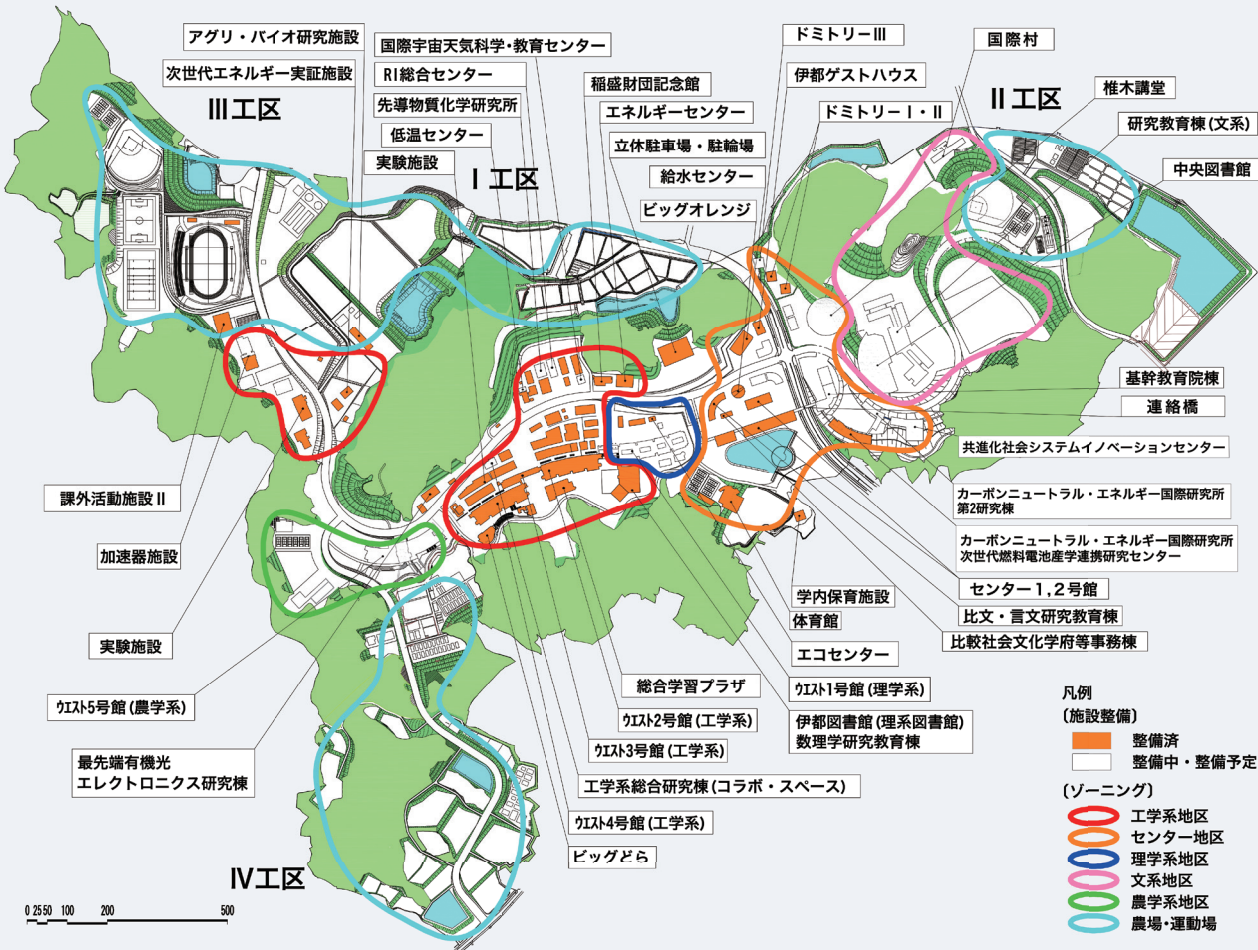 アグリ・バイオ研究施設
次世代エネルギー実証施設
III工区
国際宇宙天気科学・教育センター
RI総合センター
先導物質化学研究所
低温センター
実験施設
I工区
稲盛財団記念館
エネルギーセンター
立体駐車場・駐輪場
給水センター
ビッグオレンジ
ドミトリーIII
伊都ゲストハウス
ドミトリーI・II
国際村
II工区
椎木講堂
研究教育棟(文系)
中央図書館
基幹教育院棟
連絡橋
共進化社会システムイノベーションセンター
カーボンニュートラル・エネルギー国際研究所
第2研究棟
カーボンニュートラル・エネルギー国際研究所
次世代燃料電池産学連携研究センター
センター1,2号館
比文・言文研究教育棟
比較社会文化学府等事務棟
学内保育施設
体育館
エコセンター
ウエスト1号館(理学系)
伊都図書館(理系図書館)
数理学研究教育棟
総合学習プラザ
ウエスト2号館(工学系)
ウエスト3号館(工学系)
工学系総合研究棟(コラボ・スペース)
ウエスト4号館(工学系)
ビッグどら
課外活動施設II
加速器施設
実験施設
ウエスト5号館(農学系)
最先端有機光
エレクトロニクス研究棟
IV工区
0 25 50 100 200 500
凡例
〔施設整備〕
整備済
整備中・整備予定
〔ゾーニング〕
工学系地区
センター地区
理学系地区
文系地区
農学系地区
農場・運動場